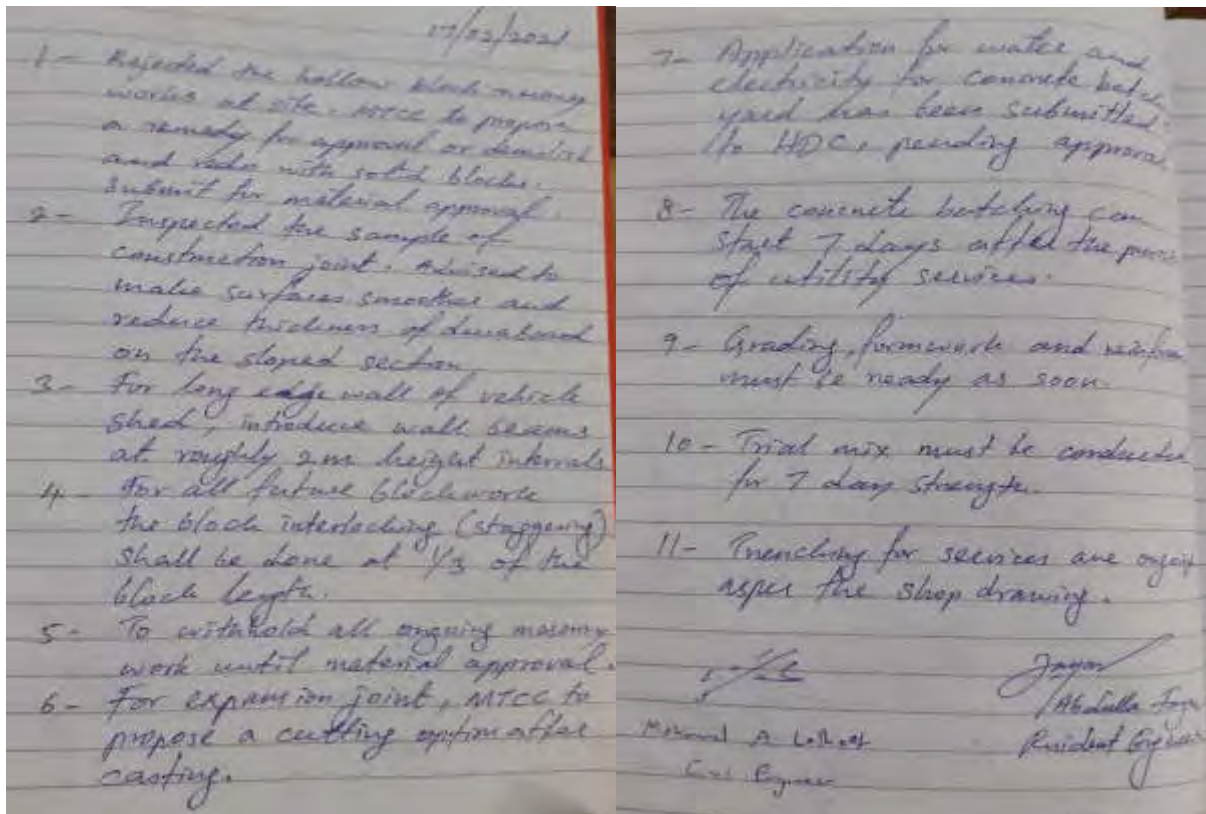 17/02/2021
1- Rejected the hollow block masonry
works at site. MTCC to propose
a remedy for approval or demolish
and redo with solid blocks.
Submit for material approval.
2- Inspected the sample of
construction joint. Advised to
make surfaces smoother and
reduce thickness of durabond
on the sloped section.
3- For long edge wall of vehicle
shed, introduce wall beams
at roughly 2m height intervals
4- For all future blockwork
the block interlocking (staggering)
shall be done at 1/3 of the
block length.
5- To withhold all ongoing masonry
work until material approval.
6- For expansion joint, MTCC to
propose a cutting option after
casting.
7- Application for water and
electricity for concrete batch
yard has been submitted
to HDC, pending approval
8- The concrete batching can
start 7 days after the
of utility services.
9- Grading, formwork and
must be ready as soon.
10- Trial mix must be conducted
for 7 day strength.
11- Trenching for services are
as per the shop drawing.
Abdulla
Mohamed A.
Resident Engineer
Civil Engineer